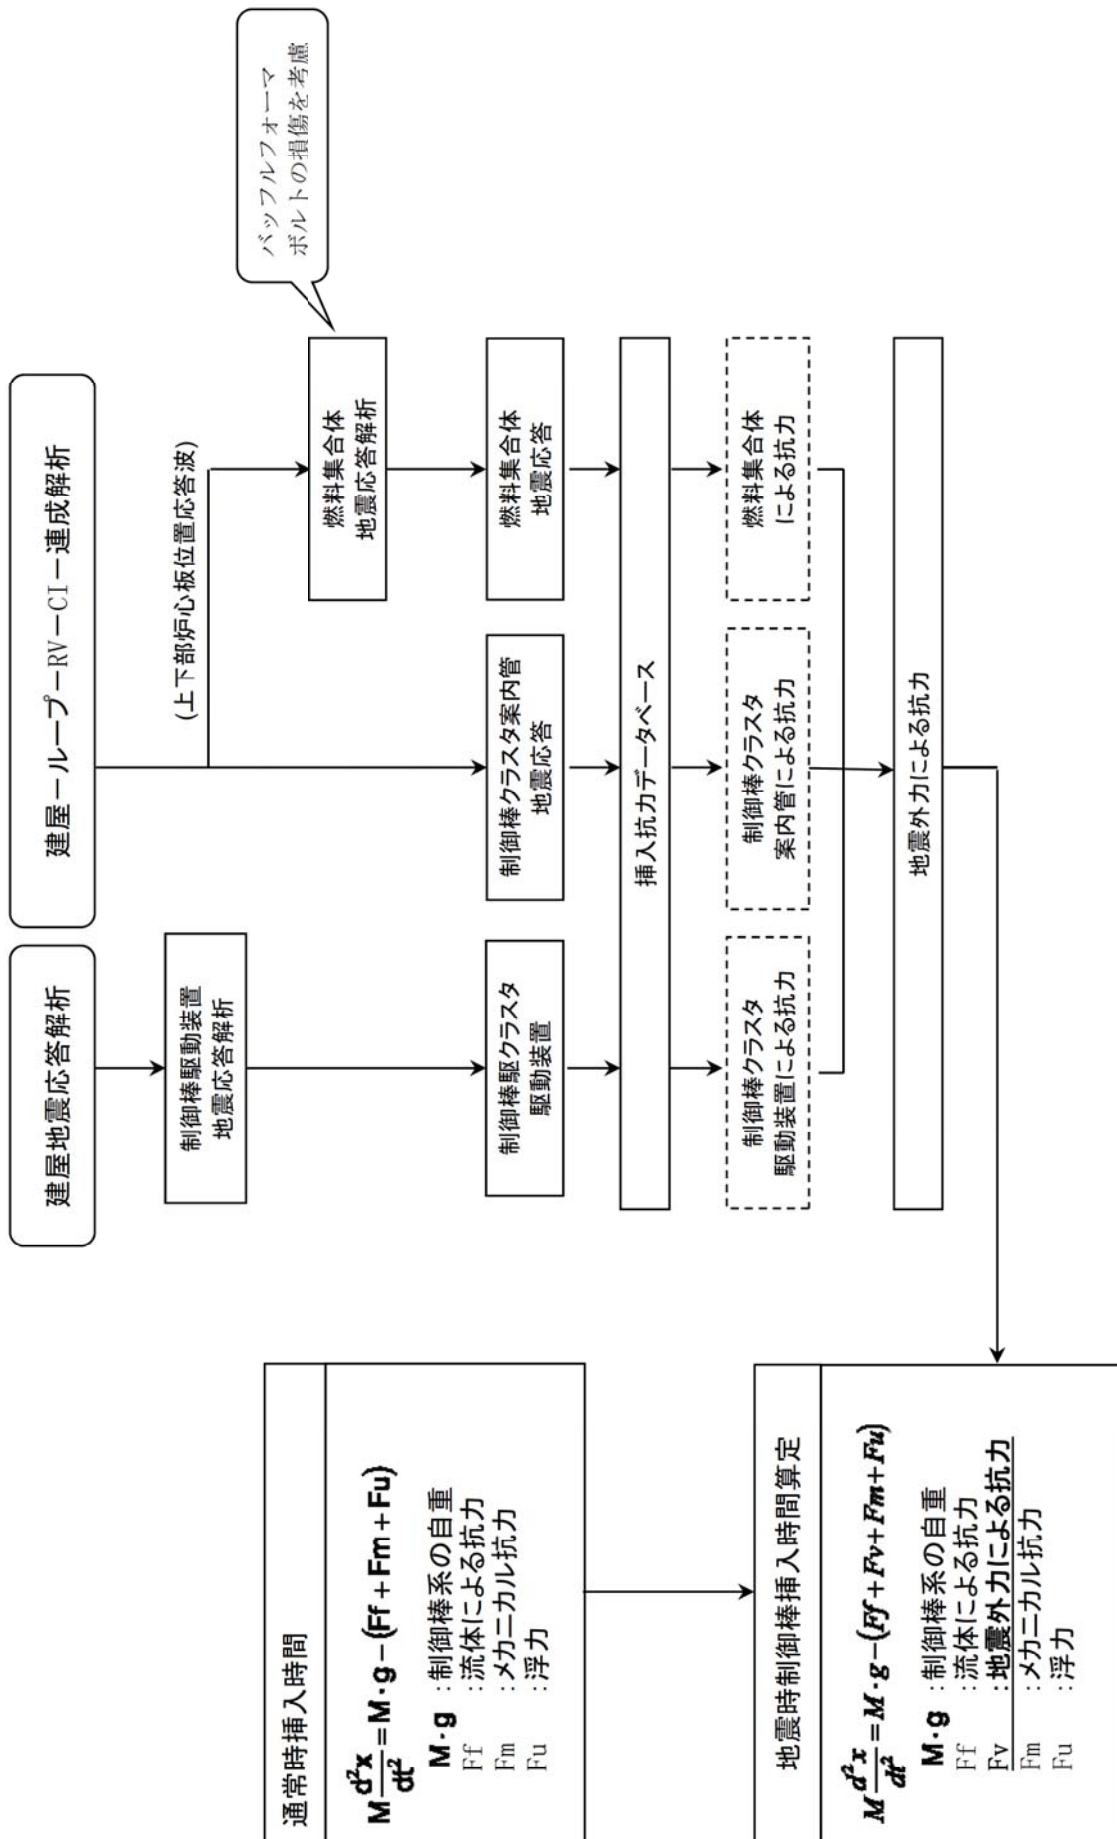 通常時挿入時間
M d²x/dt² = M·g − (Ff + Fm + Fu)
M·g :制御棒系の自重
Ff :流体による抗力
Fm :メカニカル抗力
Fu :浮力
地震時制御棒挿入時間算定
M d²x/dt² = M·g − (Ff + Fv + Fm + Fu)
M·g :制御棒系の自重
Ff :流体による抗力
Fv :地震外力による抗力
Fm :メカニカル抗力
Fu :浮力
建屋地震応答解析
建屋−ループ−RV−CI−連成解析
(上下部炉心板位置応答波)
制御棒駆動装置
地震応答解析
燃料集合体
地震応答解析
バッフルフォーマ
ボルトの損傷を考慮
制御棒駆クラスタ
駆動装置
制御棒クラスタ案内管
地震応答
燃料集合体
地震応答
挿入抗力データベース
制御棒クラスタ
駆動装置による抗力
制御棒クラスタ
案内管による抗力
燃料集合体
による抗力
地震外力による抗力